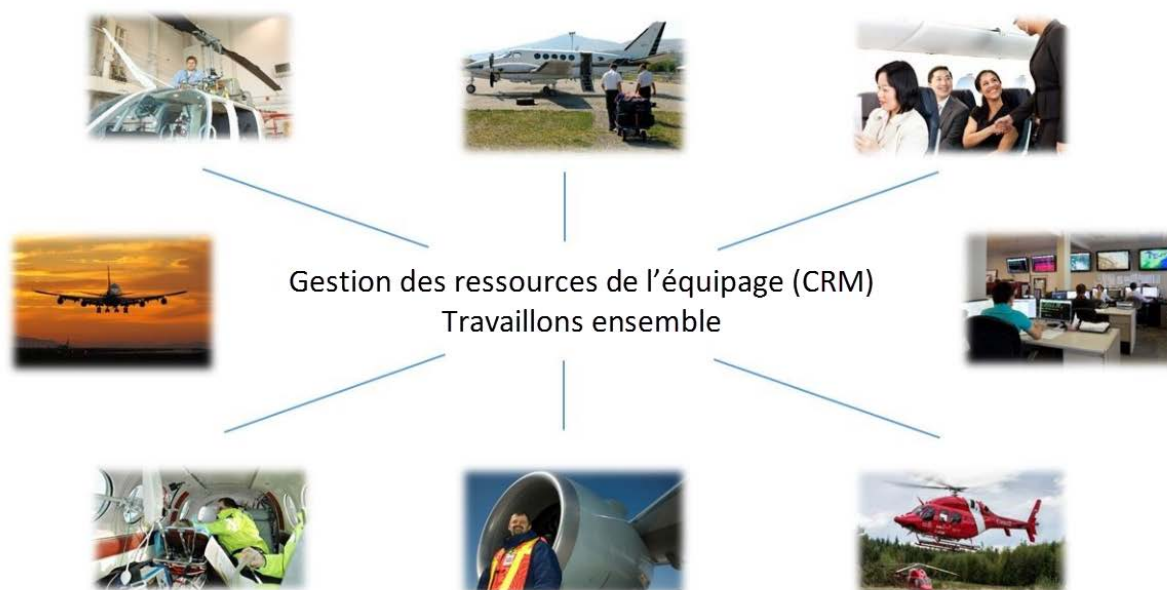 Gestion des ressources de l’équipage (CRM)
Travaillons ensemble